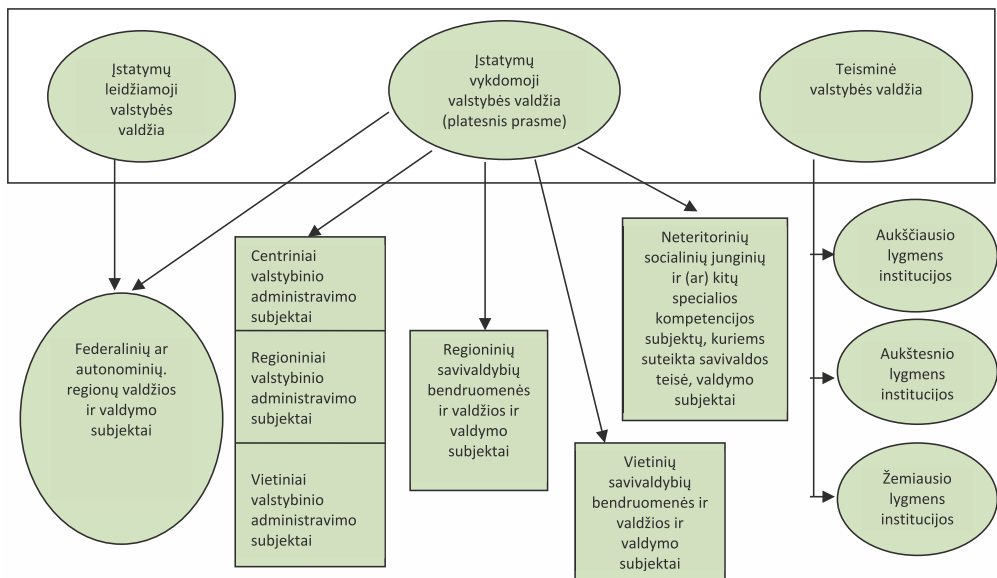 Įstatymų
leidžiamoji
valstybės
valdžia
Įstatymų
vykdomoji
valstybės valdžia
(platesnis prasme)
Teisminė
valstybės valdžia
Federalinių ar
autonominių.
regionų valdžios
ir valdymo
subjektai
Centriniai
valstybinio
administravimo
subjektai
Regioniniai
valstybinio
administravimo
subjektai
Vietiniai
valstybinio
administravimo
subjektai
Regioninių
savivaldybių
bendruomenės
ir valdžios ir
valdymo
subjektai
Vietinių
savivaldybių
bendruomenės ir
valdžios ir
valdymo
subjektai
Neteritorinių
socialinių junginių
ir (ar) kitų
specialios
kompetencijos
subjektų, kuriems
suteikta savivaldos
teisė, valdymo
subjektai
Aukščiausio
lygmens
institucijos
Aukštesnio
lygmens
institucijos
Žemiausio
lygmens
institucijos